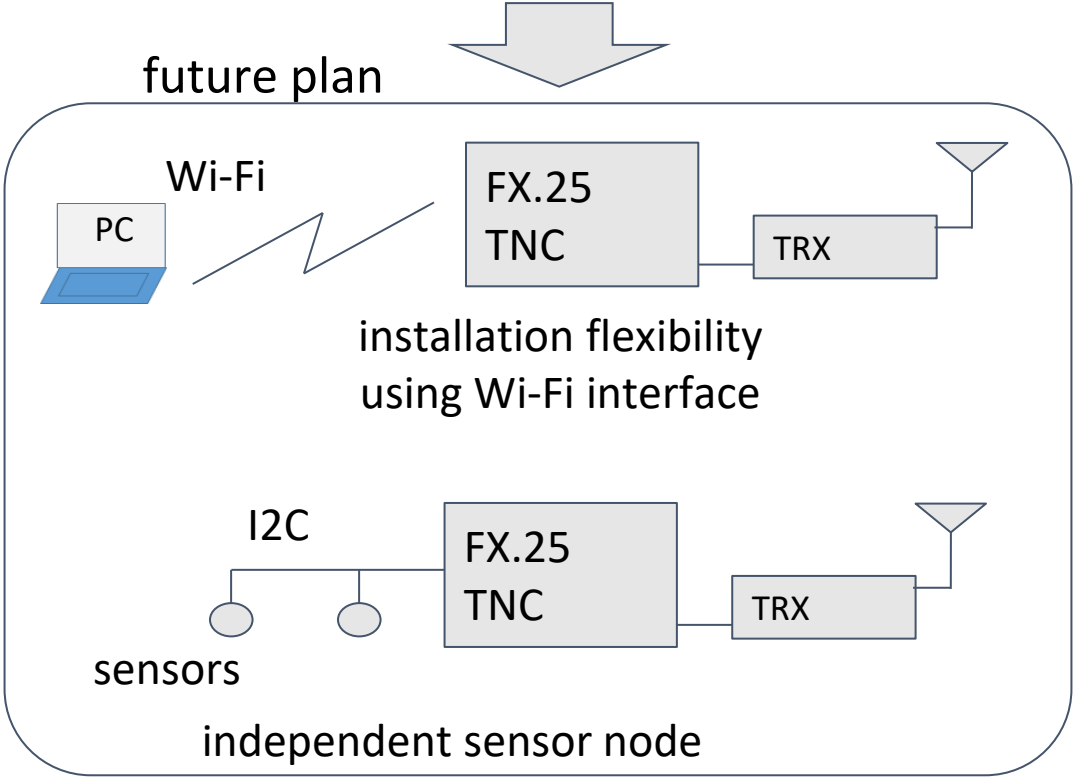 future plan
Wi-Fi
PC
FX.25
TNC
TRX
installation flexibility
using Wi-Fi interface
I2C
FX.25
TNC
TRX
sensors
independent sensor node